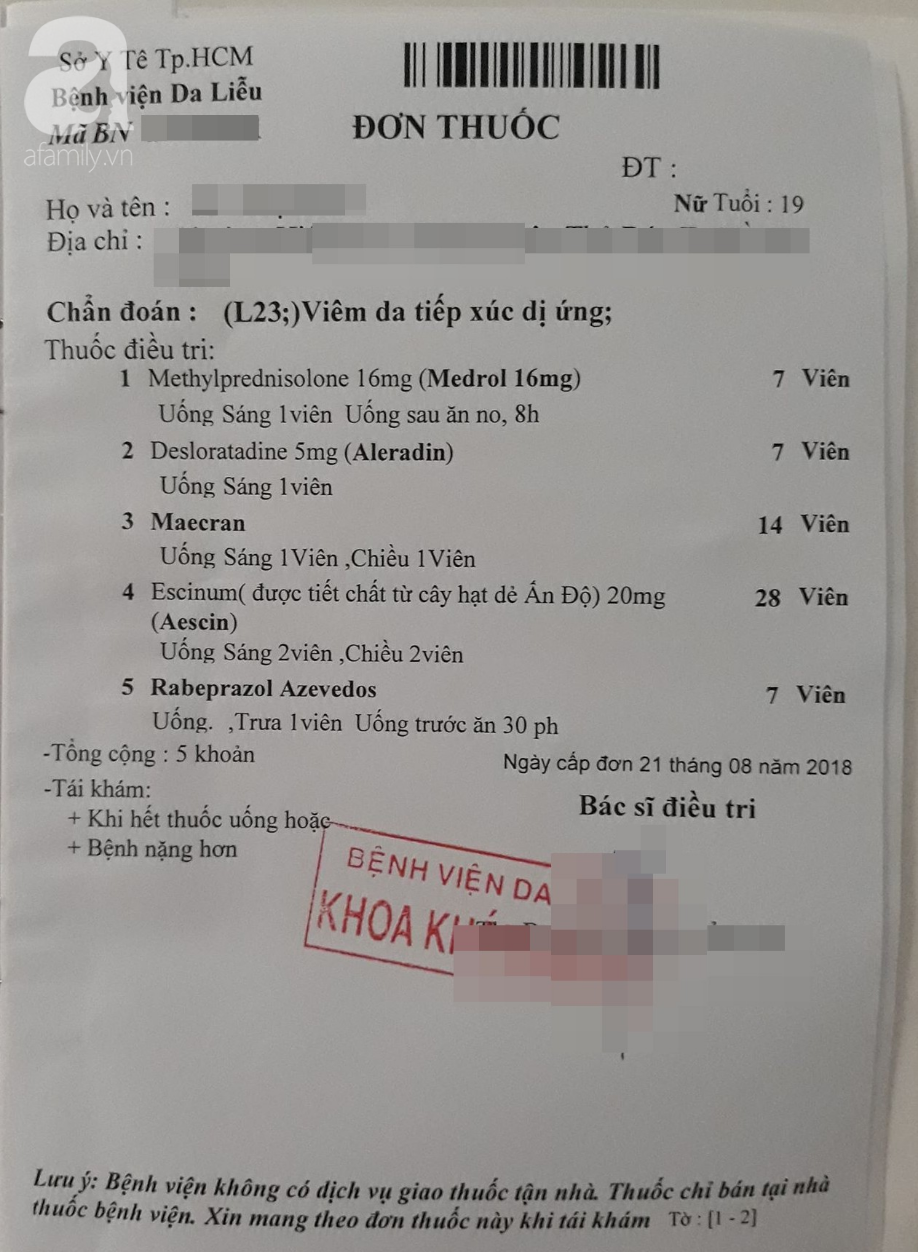 Sở Y Tê Tp.HCM
Bệnh viện Da Liễu
Mã BN
a
afamily.vn
ĐƠN THUỐC
ĐT :
Họ và tên :
Nữ Tuổi : 19
Địa chỉ :
Chẩn đoán : (L23;)Viêm da tiếp xúc dị ứng;
Thuốc điều trị:
1 Methylprednisolone 16mg (Medrol 16mg) 7 Viên
Uống Sáng 1viên Uống sau ăn no, 8h
2 Desloratadine 5mg (Aleradin) 7 Viên
Uống Sáng 1viên
3 Maecran 14 Viên
Uống Sáng 1Viên ,Chiều 1Viên
4 Escinum( được tiết chất từ cây hạt dẻ Ấn Độ) 20mg 28 Viên
(Aescin)
Uống Sáng 2viên ,Chiều 2viên
5 Rabeprazol Azevedos 7 Viên
Uống. ,Trưa 1viên Uống trước ăn 30 ph
-Tổng cộng : 5 khoản
Ngày cấp đơn 21 tháng 08 năm 2018
-Tái khám:
Bác sĩ điều trị
+ Khi hết thuốc uống hoặc
+ Bệnh nặng hơn
BỆNH VIỆN DA
KHOA
Lưu ý: Bệnh viện không có dịch vụ giao thuốc tận nhà. Thuốc chỉ bán tại nhà
thuốc bệnh viện. Xin mang theo đơn thuốc này khi tái khám Tờ : [1 - 2]